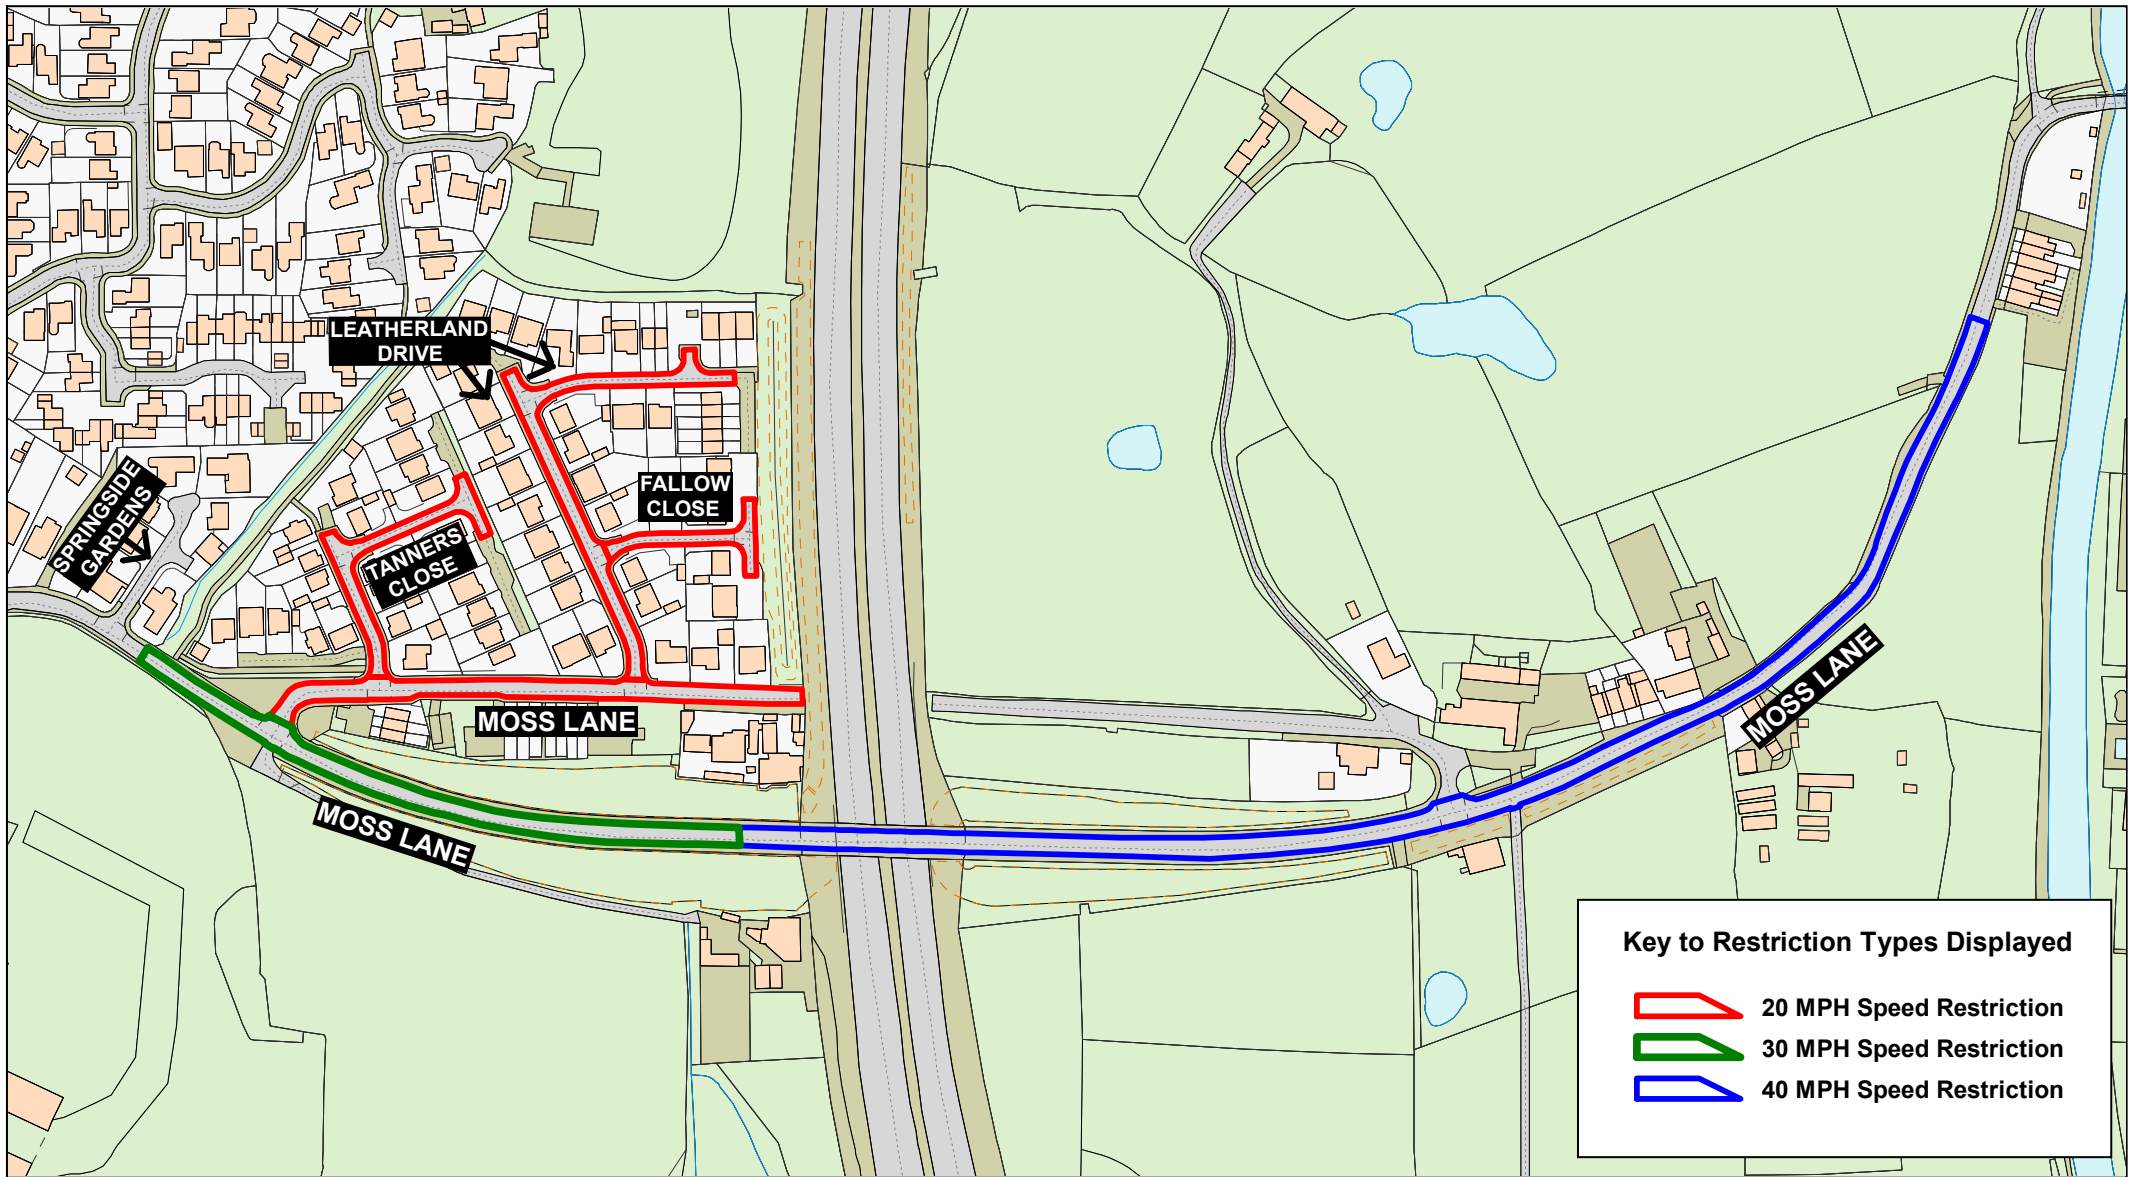 LEATHERLAND
DRIVE
FALLOW
CLOSE
SPRINGSIDE
GARDENS
TANNERS
CLOSE
MOSS LANE
MOSS LANE
MOSS LANE
Key to Restriction Types Displayed
20 MPH Speed Restriction
30 MPH Speed Restriction
40 MPH Speed Restriction